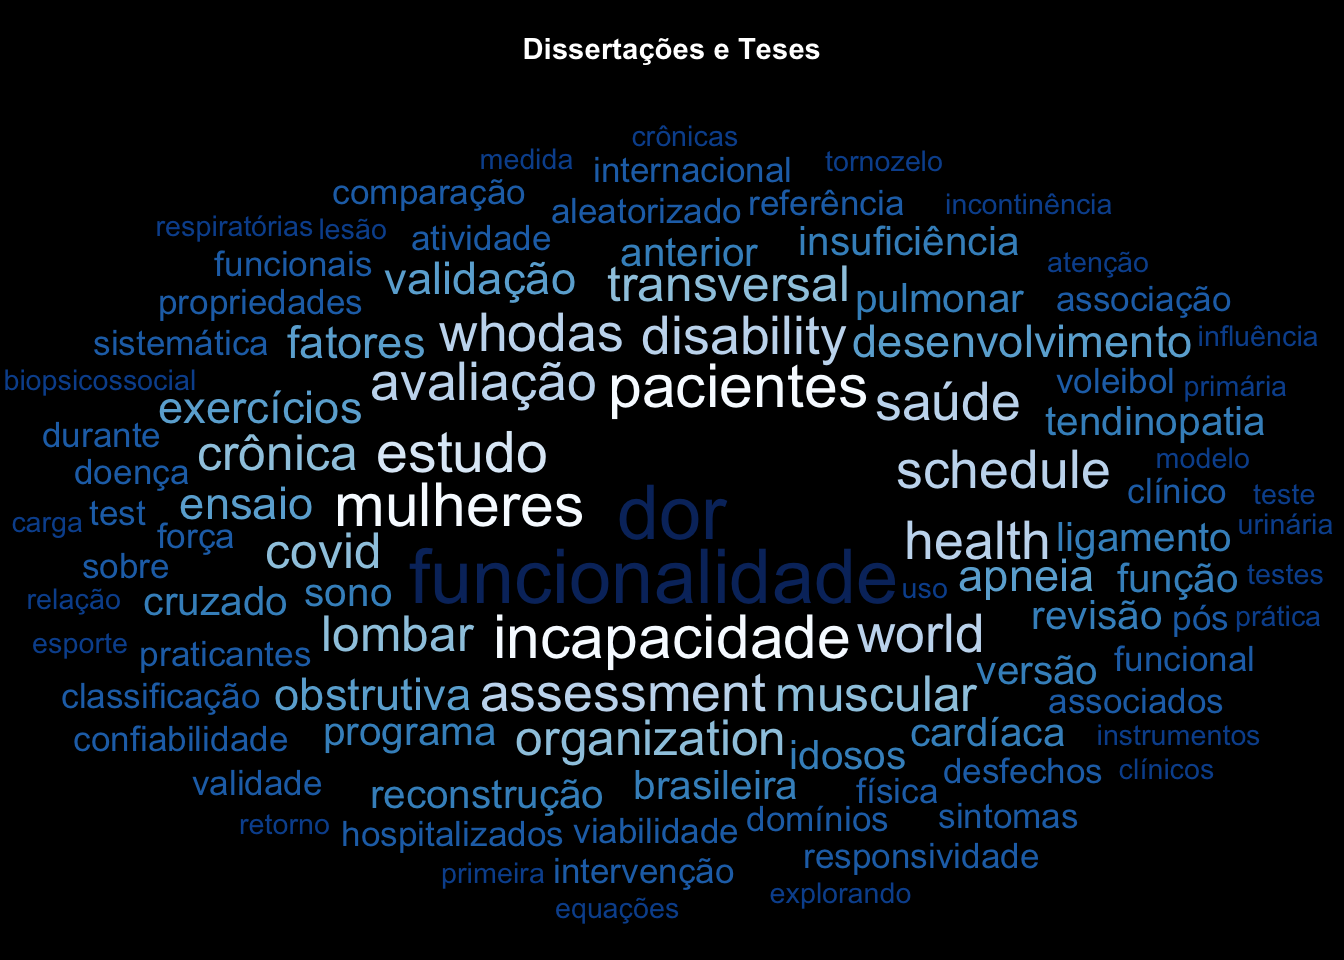 Dissertações e Teses
crônicas
medida internacional tornozelo
comparação aleatorizado referência incontinência
respiratórias lesão atividade anterior insuficiência
funcionais validação transversal pulmonar atenção
propriedades associação
sistemática fatores whodas disability desenvolvimento influência
biopsicossocial avaliação pacientes saúde voleibol primária
exercícios tendinopatia
durante crônica estudo schedule modelo
doença clínico teste
carga test ensaio mulheres dor urinária
força covid health ligamento
sobre funcionalidade uso apneia função testes
relação cruzado sono revisão pós prática
esporte praticantes lombar incapacidade world versão funcional
classificação obstrutiva assessment muscular associados
confiabilidade programa organization idosos cardíaca instrumentos
validade reconstrução brasileira física desfechos clínicos
retorno hospitalizados viabilidade domínios sintomas
primeira intervenção responsividade
equações explorando